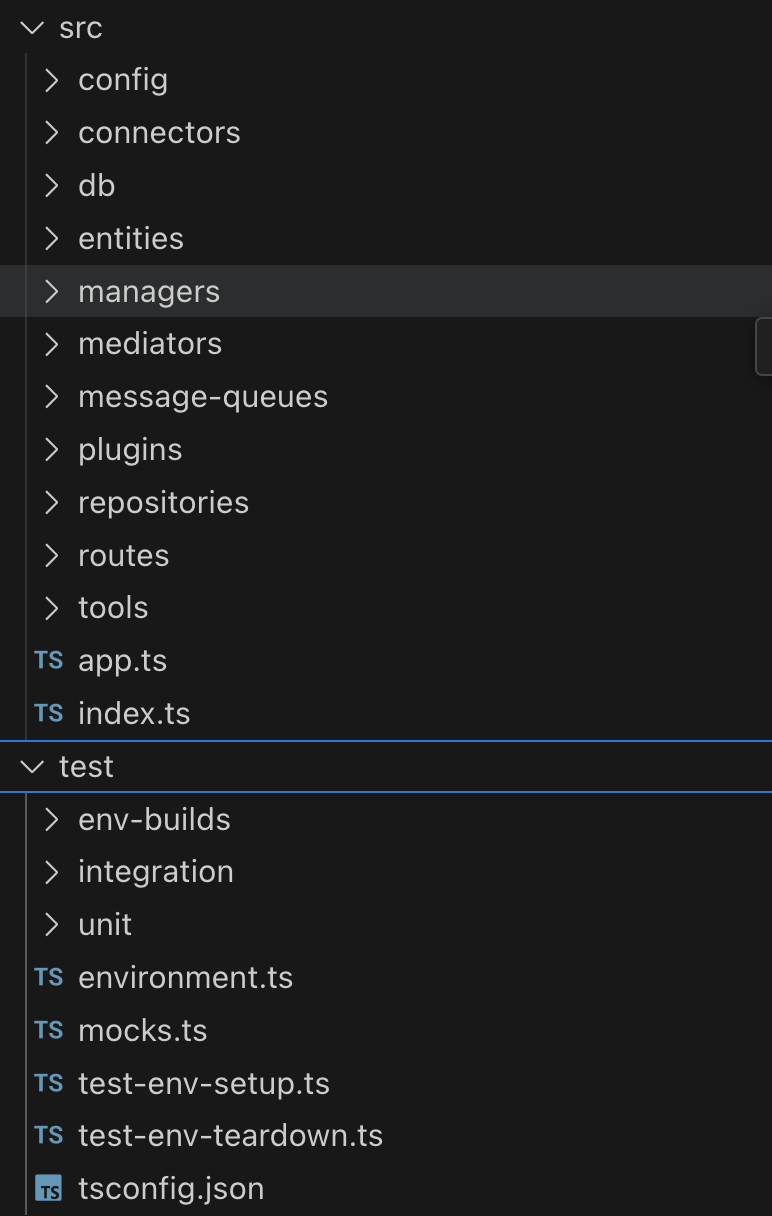 src
config
connectors
db
entities
managers
mediators
message-queues
plugins
repositories
routes
tools
TS app.ts
TS index.ts
test
env-builds
integration
unit
TS environment.ts
TS mocks.ts
TS test-env-setup.ts
TS test-env-teardown.ts
TS tsconfig.json